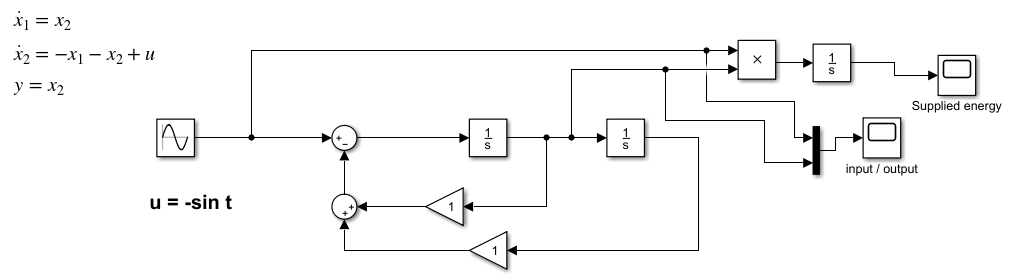 ẋ₁ = x₂
ẋ₂ = −x₁ − x₂ + u
y = x₂
×
1
s
Supplied energy
+
−
1
s
1
s
input / output
u = -sin t
+
+
1
1